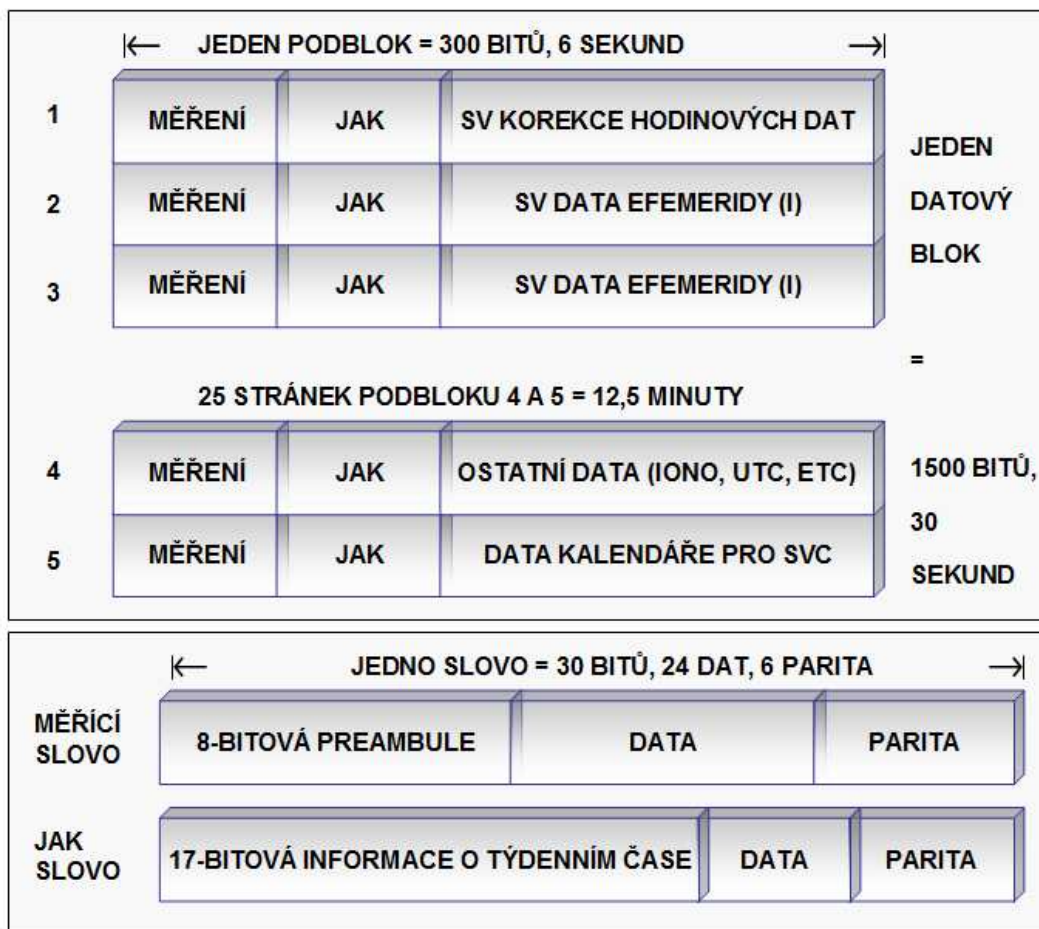 JEDEN PODBLOK = 300 BITŮ, 6 SEKUND
1 MĚŘENÍ JAK SV KOREKCE HODINOVÝCH DAT
2 MĚŘENÍ JAK SV DATA EFEMERIDY (I)
3 MĚŘENÍ JAK SV DATA EFEMERIDY (I)
JEDEN
DATOVÝ
BLOK
=
1500 BITŮ,
30
SEKUND
25 STRÁNEK PODBLOKU 4 A 5 = 12,5 MINUTY
4 MĚŘENÍ JAK OSTATNÍ DATA (IONO, UTC, ETC)
5 MĚŘENÍ JAK DATA KALENDÁŘE PRO SVC
JEDNO SLOVO = 30 BITŮ, 24 DAT, 6 PARITA
MĚŘÍCÍ
SLOVO
8-BITOVÁ PREAMBULE DATA PARITA
JAK
SLOVO
17-BITOVÁ INFORMACE O TÝDENNÍM ČASE DATA PARITA